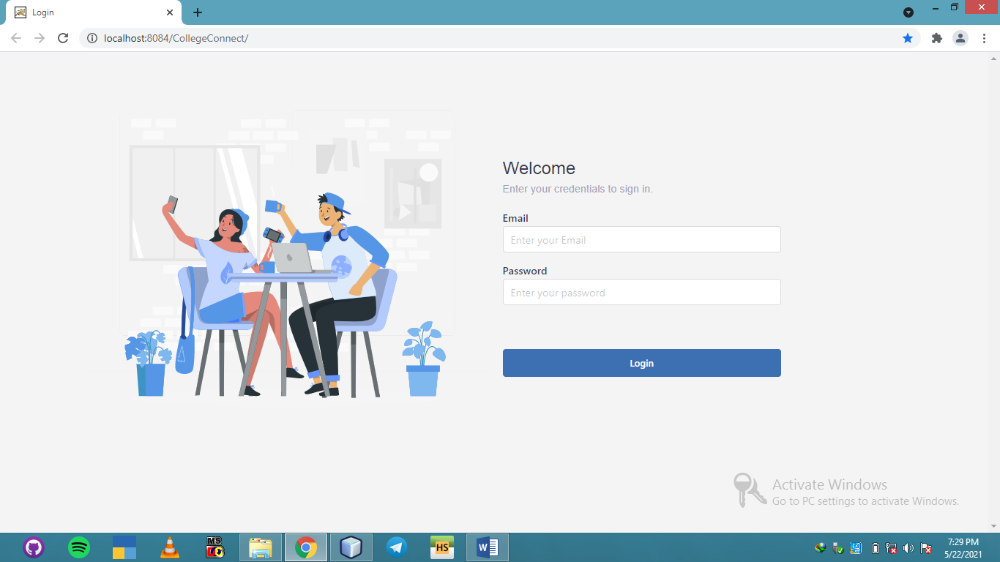 Login
localhost:8084/CollegeConnect/
Welcome
Enter your credentials to sign in.
Email
Enter your Email
Password
Enter your password
Login
Activate Windows
Go to PC settings to activate Windows.
MS
HS
W
7:29 PM
5/22/2021